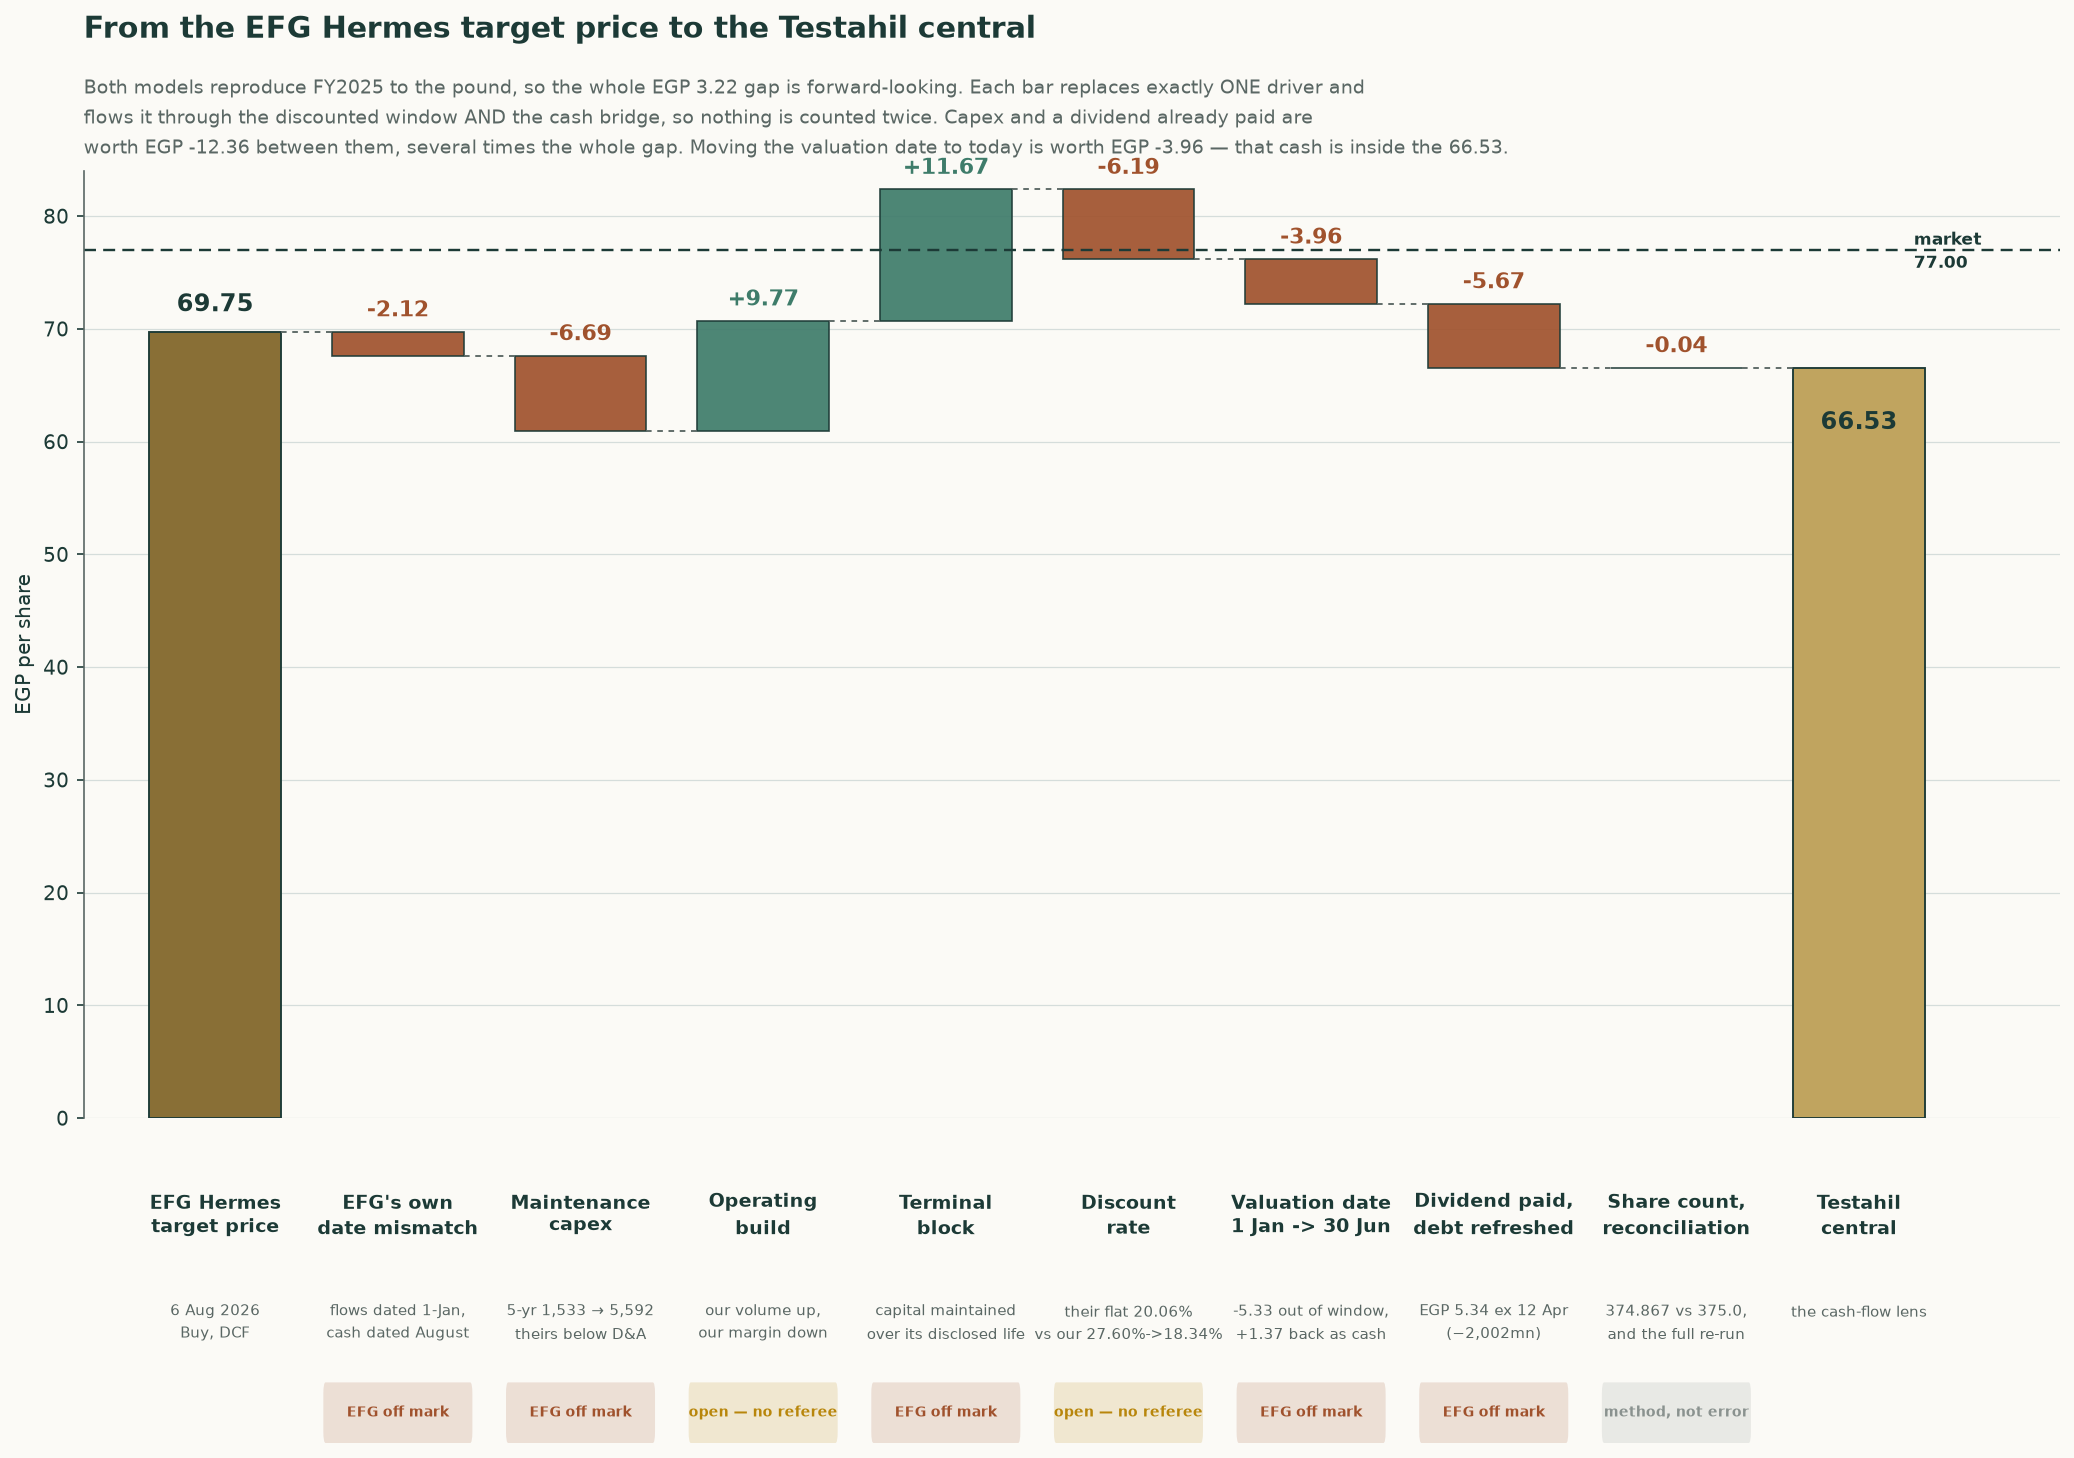 From the EFG Hermes target price to the Testahil central
Both models reproduce FY2025 to the pound, so the whole EGP 3.22 gap is forward-looking. Each bar replaces exactly ONE driver and
flows it through the discounted window AND the cash bridge, so nothing is counted twice. Capex and a dividend already paid are
worth EGP -12.36 between them, several times the whole gap. Moving the valuation date to today is worth EGP -3.96 — that cash is inside the 66.53.
+11.67
-6.19
80
market
77.00
-3.96
-5.67
+9.77
69.75
-2.12
-6.69
-0.04
70
66.53
60
50
EGP per share
40
30
20
10
0
EFG Hermes
target price
EFG's own
date mismatch
Maintenance
capex
Operating
build
Terminal
block
Discount
rate
Valuation date
1 Jan -> 30 Jun
Dividend paid,
debt refreshed
Share count,
reconciliation
Testahil
central
6 Aug 2026
Buy, DCF
flows dated 1-Jan,
cash dated August
5-yr 1,533 → 5,592
theirs below D&A
our volume up,
our margin down
capital maintained
over its disclosed life
their flat 20.06%
vs our 27.60%->18.34%
-5.33 out of window,
+1.37 back as cash
EGP 5.34 ex 12 Apr
(−2,002mn)
374.867 vs 375.0,
and the full re-run
the cash-flow lens
EFG off mark
EFG off mark
open — no referee
EFG off mark
open — no referee
EFG off mark
EFG off mark
method, not error